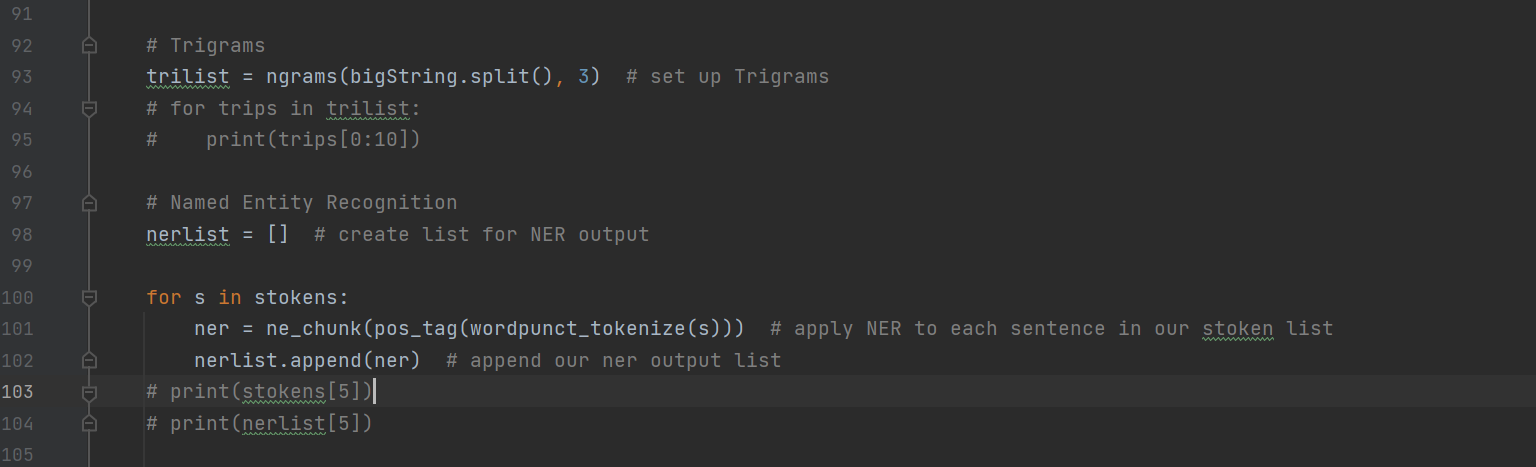 91
92 # Trigrams
93 trilist = ngrams(bigString.split(), 3)  # set up Trigrams
94 # for trips in trilist:
95 #    print(trips[0:10])
96
97 # Named Entity Recognition
98 nerlist = []  # create list for NER output
99
100 for s in stokens:
101     ner = ne_chunk(pos_tag(wordpunct_tokenize(s)))  # apply NER to each sentence in our stoken list
102     nerlist.append(ner)  # append our ner output list
103 # print(stokens[5])
104 # print(nerlist[5])
105